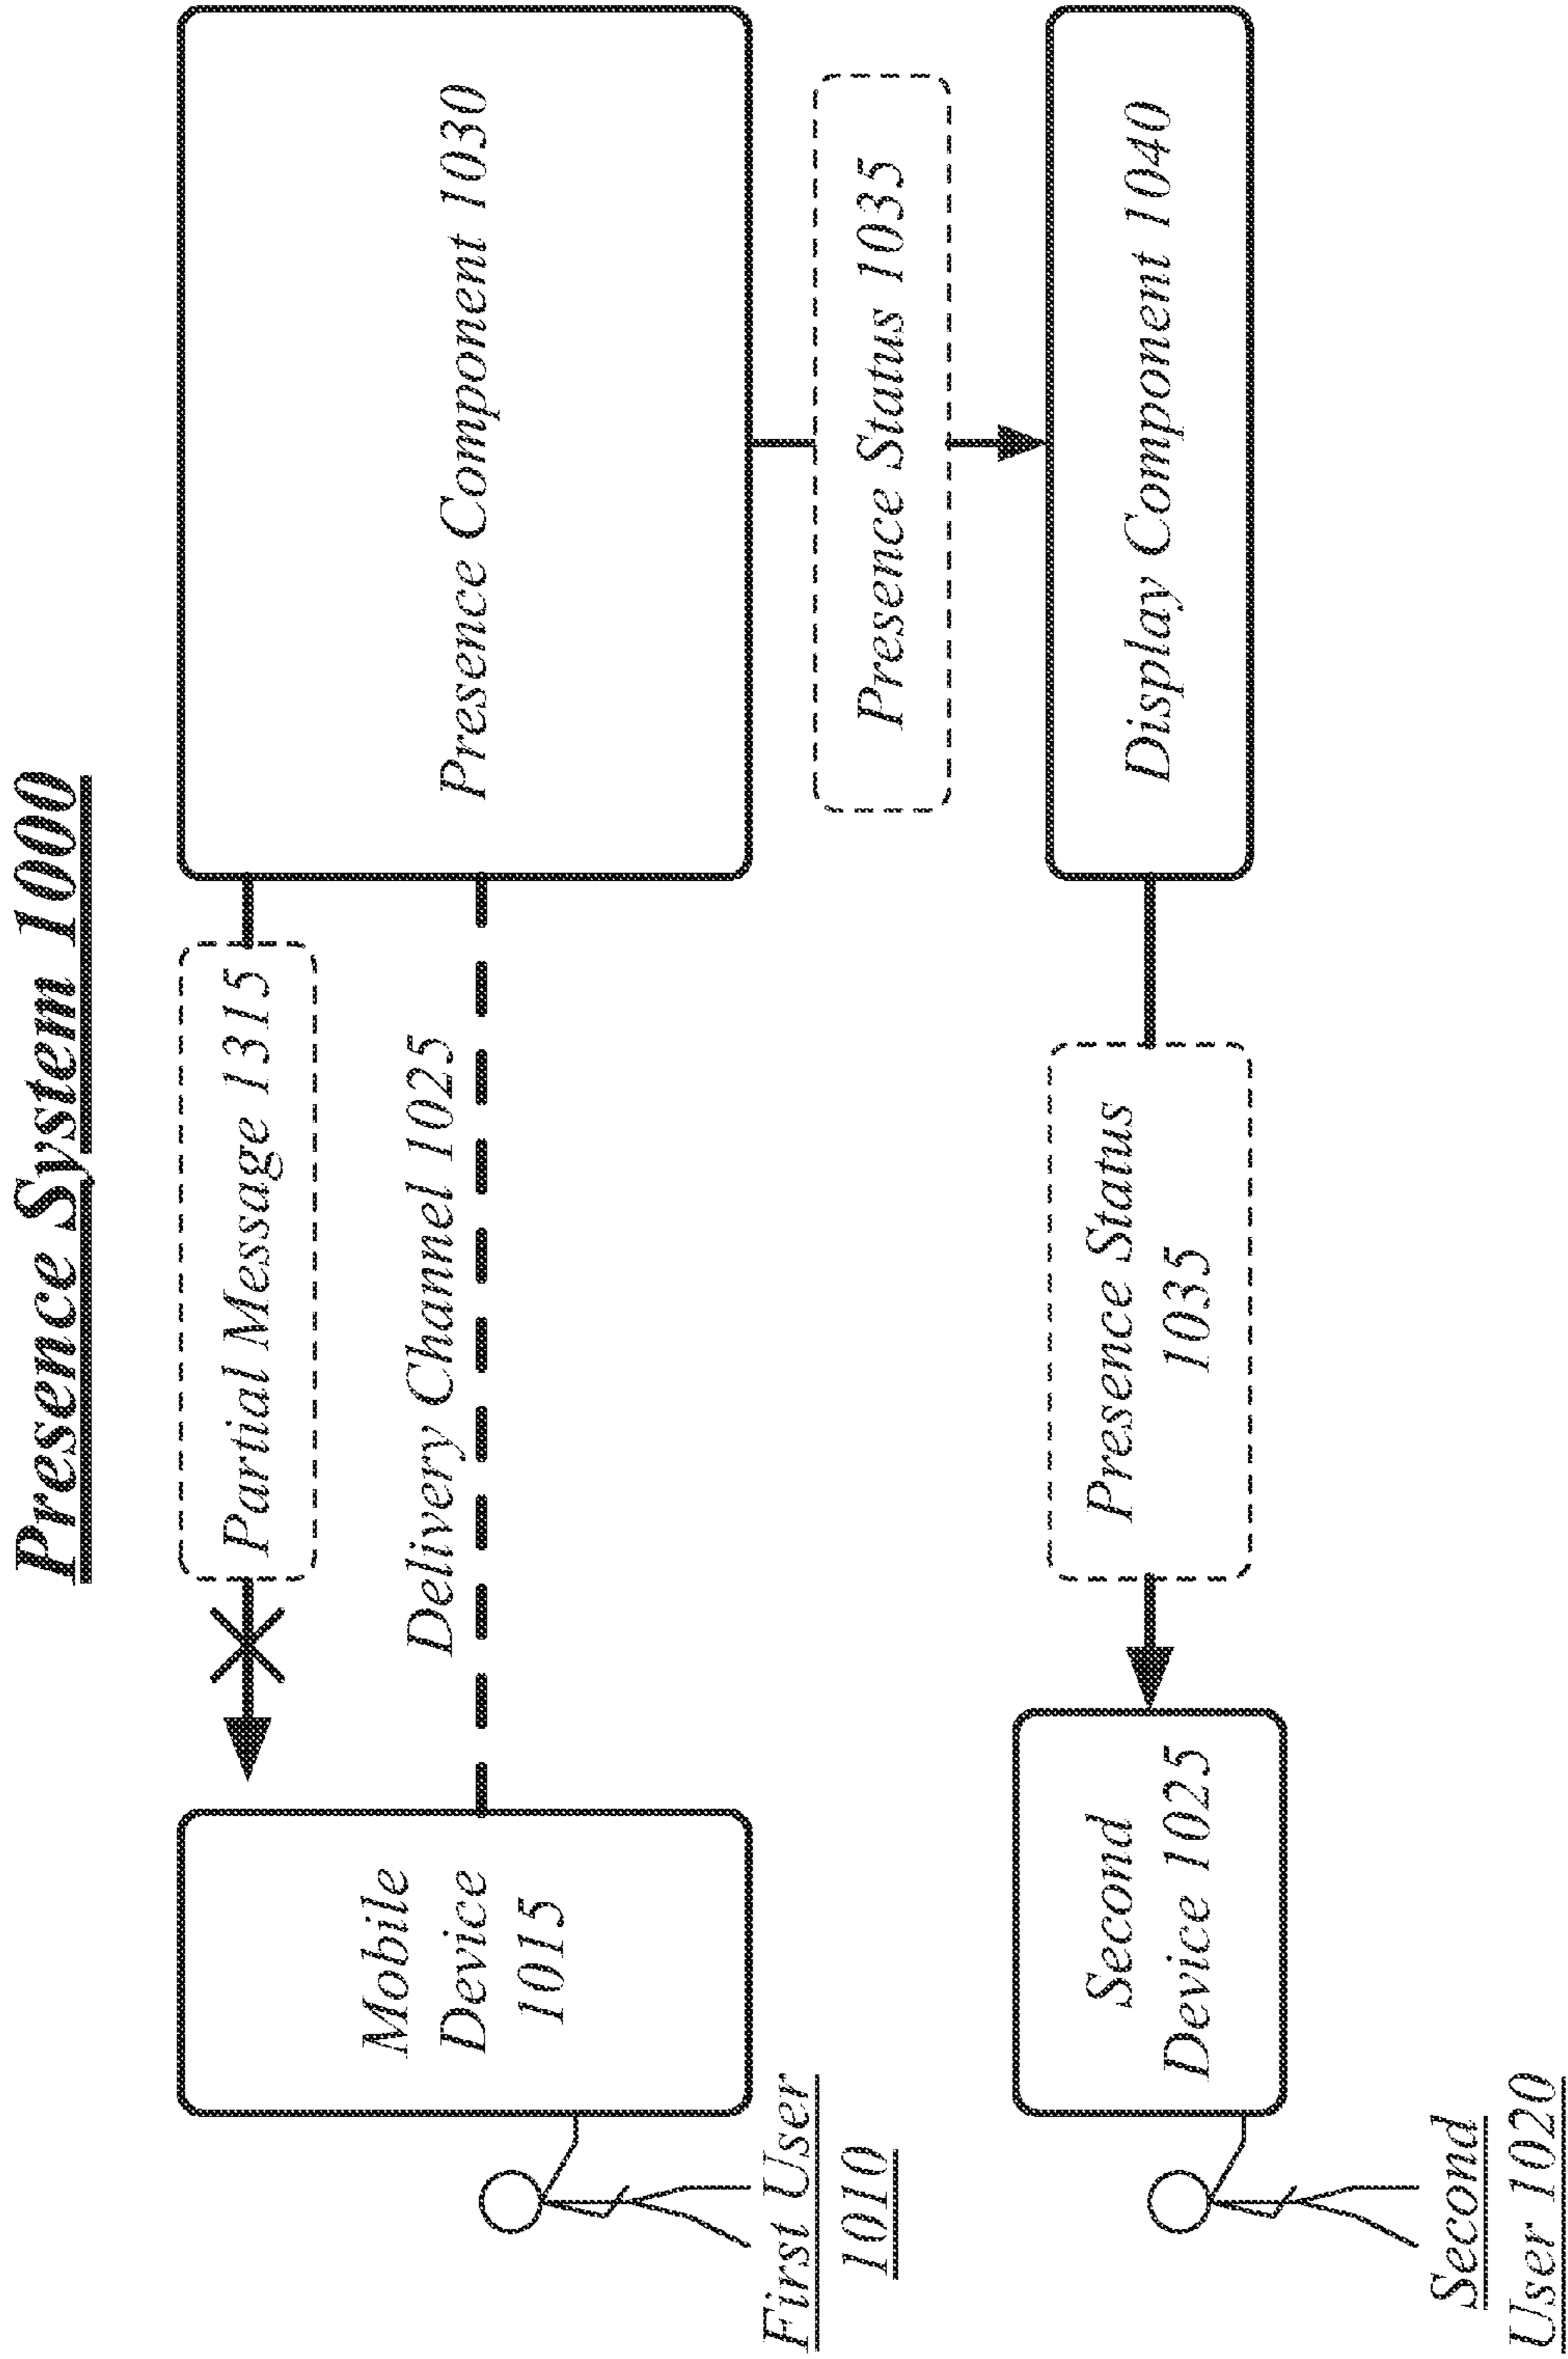 Presence System 1000
Partial Message 1315
Delivery Channel 1025
Mobile
Device
1015
First User
1010
Presence Component 1030
Presence Status 1035
Display Component 1040
Presence Status
1035
Second
Device 1025
Second
User 1020